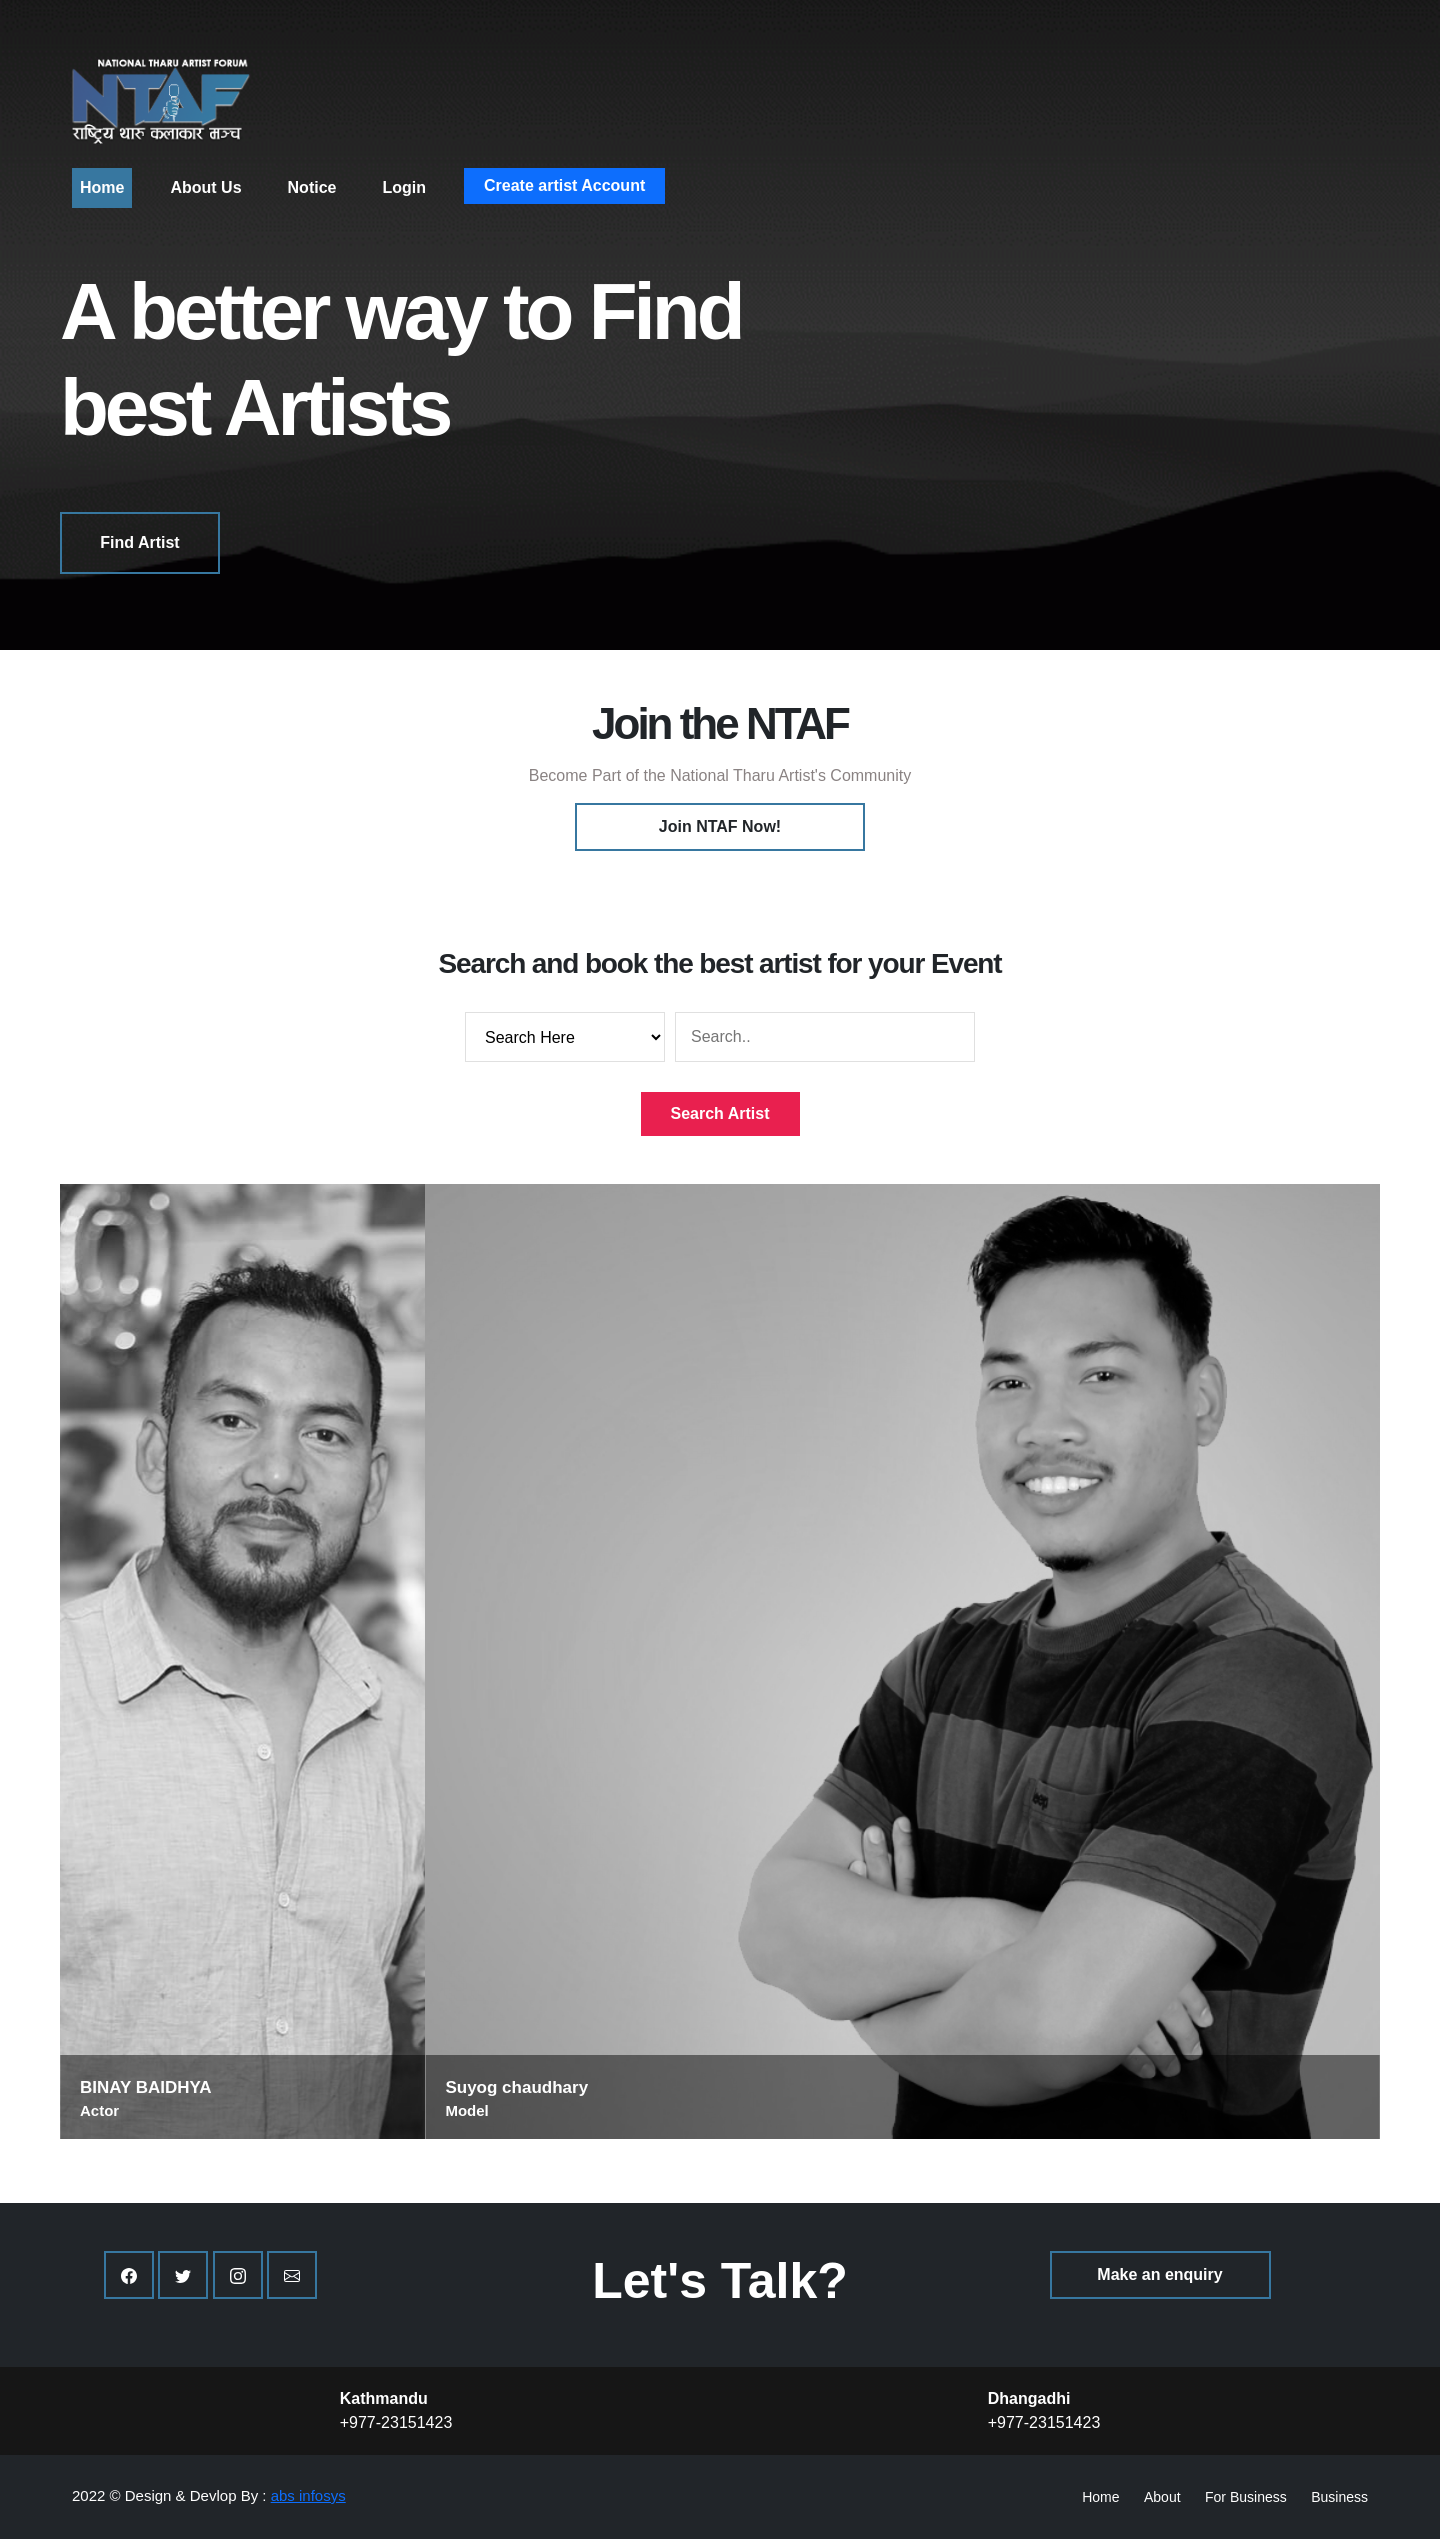 NATIONAL THARU ARTIST FORUM
NTAF
राष्ट्रिय थारु कलाकार मञ्च
Home
About Us
Notice
Login
Create artist Account
A better way to Find
best Artists
Find Artist
Join the NTAF
Become Part of the National Tharu Artist's Community
Join NTAF Now!
Search and book the best artist for your Event
Search Here
Search..
Search Artist
BINAY BAIDHYA
Actor
Suyog chaudhary
Model
Let's Talk?
Make an enquiry
Kathmandu
+977-23151423
Dhangadhi
+977-23151423
2022 © Design & Devlop By : abs infosys
Home
About
For Business
Business